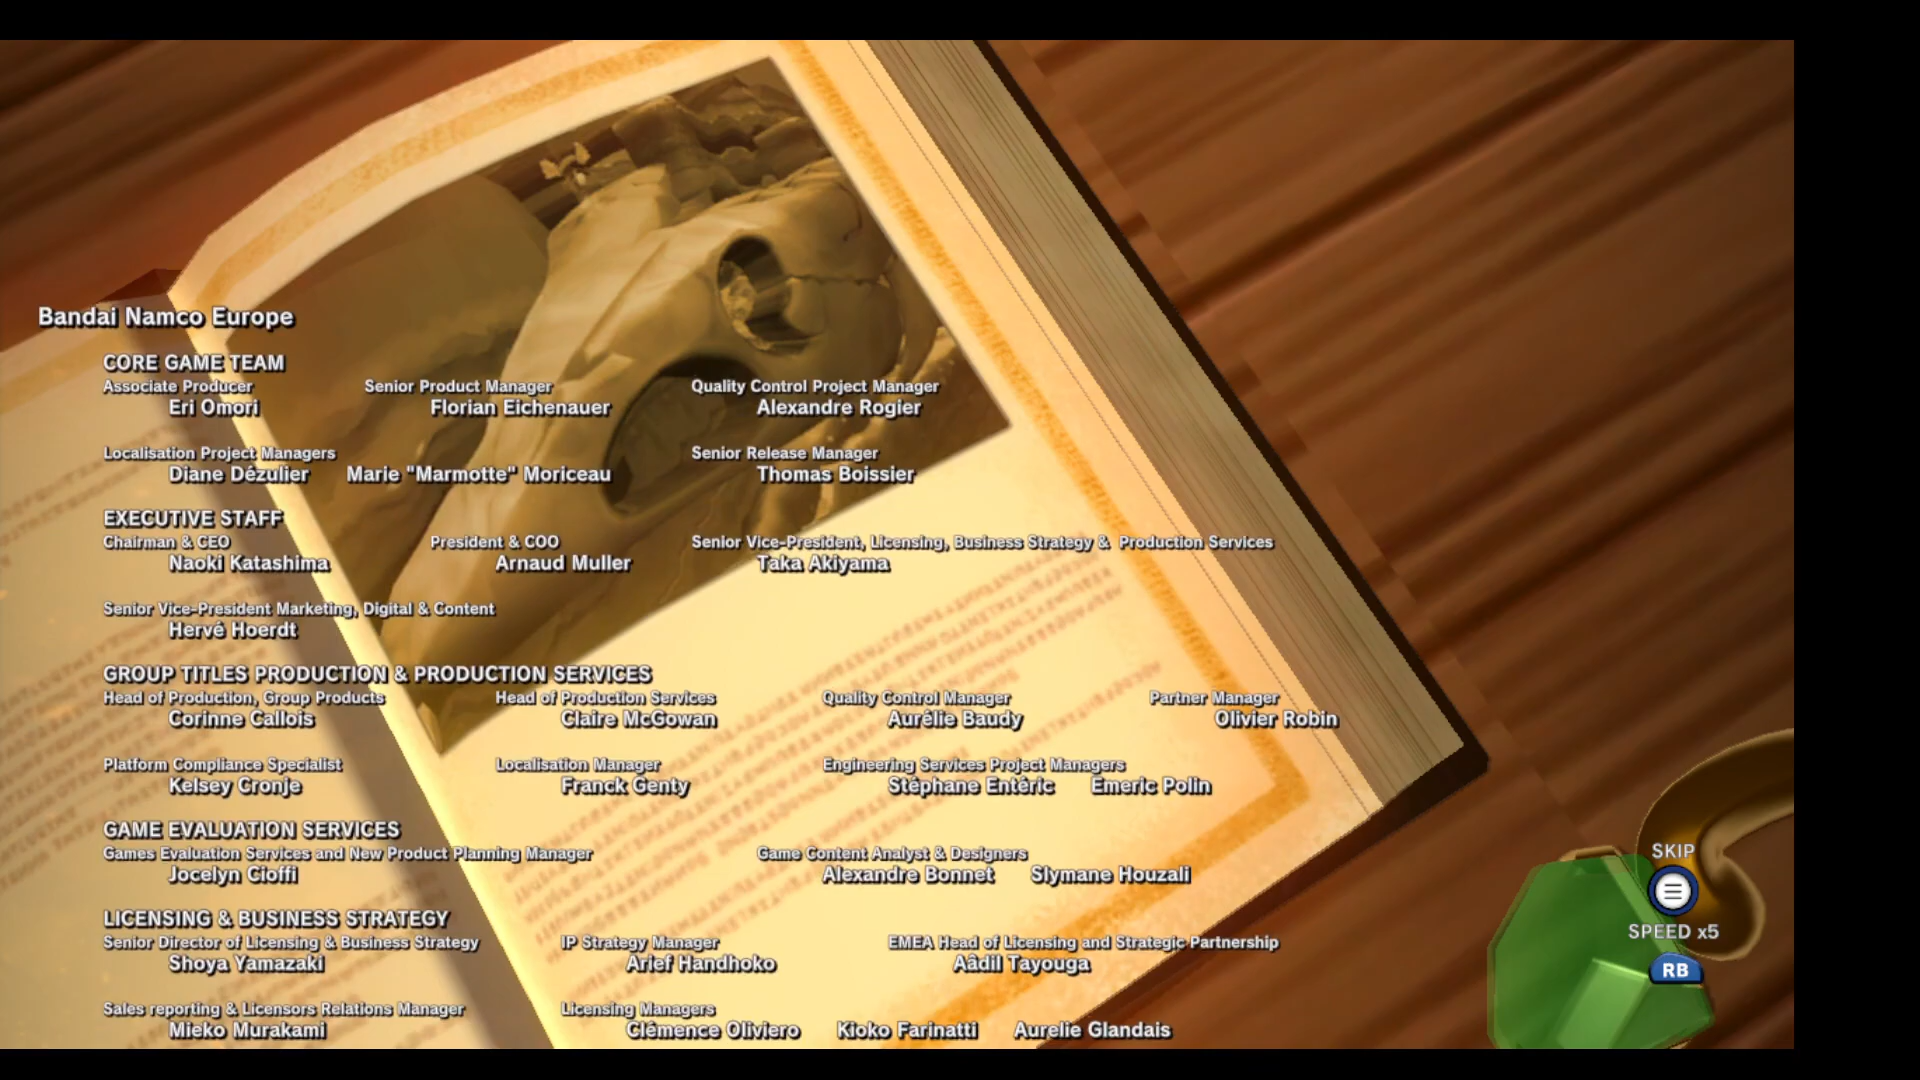 Bandai Namco Europe
CORE GAME TEAM
Associate Producer Senior Product Manager Quality Control Project Manager
Eri Omori Florian Eichenauer Alexandre Rogier
Localisation Project Managers Senior Release Manager
Diane Dézulier Marie "Marmotte" Moriceau Thomas Boissier
EXECUTIVE STAFF
Chairman & CEO President & COO Senior Vice-President, Licensing, Business Strategy & Production Services
Naoki Katashima Arnaud Muller Taka Akiyama
Senior Vice-President Marketing, Digital & Content
Hervé Hoerdt
GROUP TITLES PRODUCTION & PRODUCTION SERVICES
Head of Production, Group Products Head of Production Services Quality Control Manager Partner Manager
Corinne Callois Claire McGowan Aurélie Baudy Olivier Robin
Platform Compliance Specialist Localisation Manager Engineering Services Project Managers
Kelsey Cronje Franck Genty Stéphane Entéric Emeric Polin
GAME EVALUATION SERVICES
Games Evaluation Services and New Product Planning Manager Game Content Analyst & Designers
Jocelyn Cioffi Alexandre Bonnet Slymane Houzali
LICENSING & BUSINESS STRATEGY
Senior Director of Licensing & Business Strategy IP Strategy Manager EMEA Head of Licensing and Strategic Partnership
Shoya Yamazaki Arief Handhoko Aâdil Tayouga
Sales reporting & Licensors Relations Manager Licensing Managers
Mieko Murakami Clémence Oliviero Kioko Farinatti Aurelie Glandais
SKIP
SPEED x5
RB